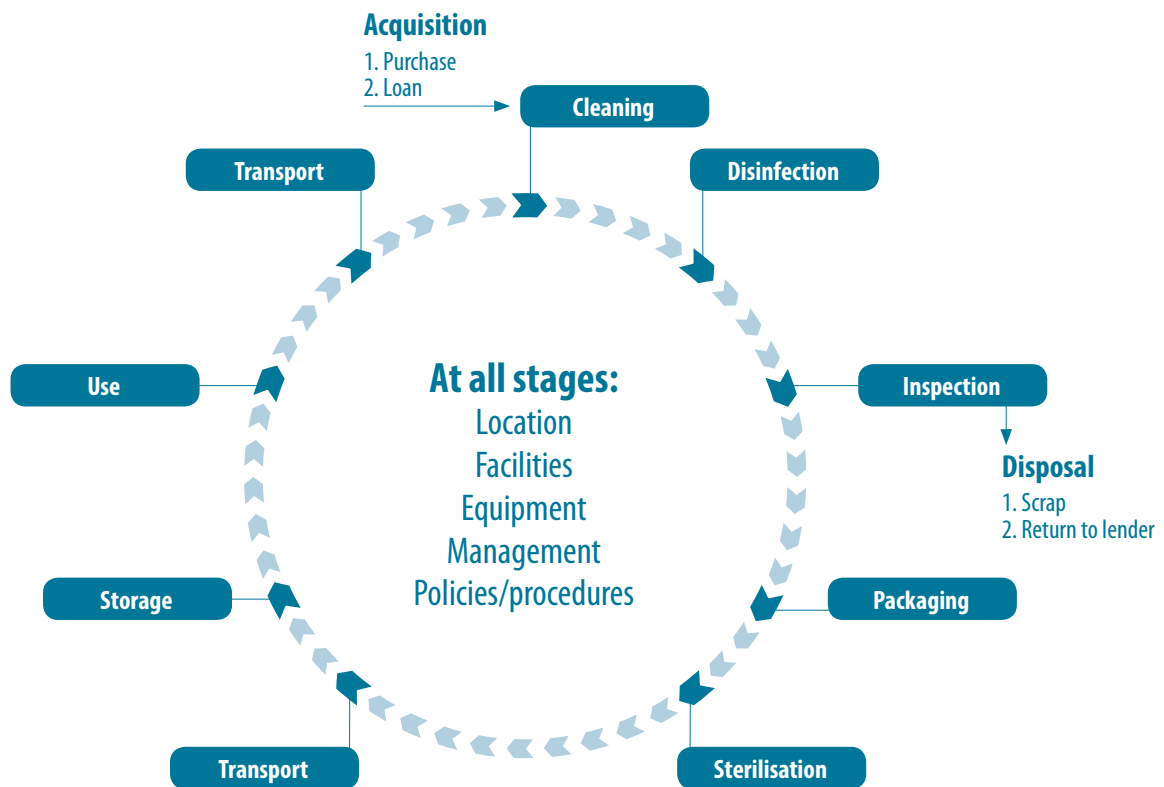 Acquisition
1. Purchase
2. Loan
Cleaning
Transport
Disinfection
Use
At all stages:
Location
Facilities
Equipment
Management
Policies/procedures
Inspection
Disposal
1. Scrap
2. Return to lender
Storage
Packaging
Transport
Sterilisation